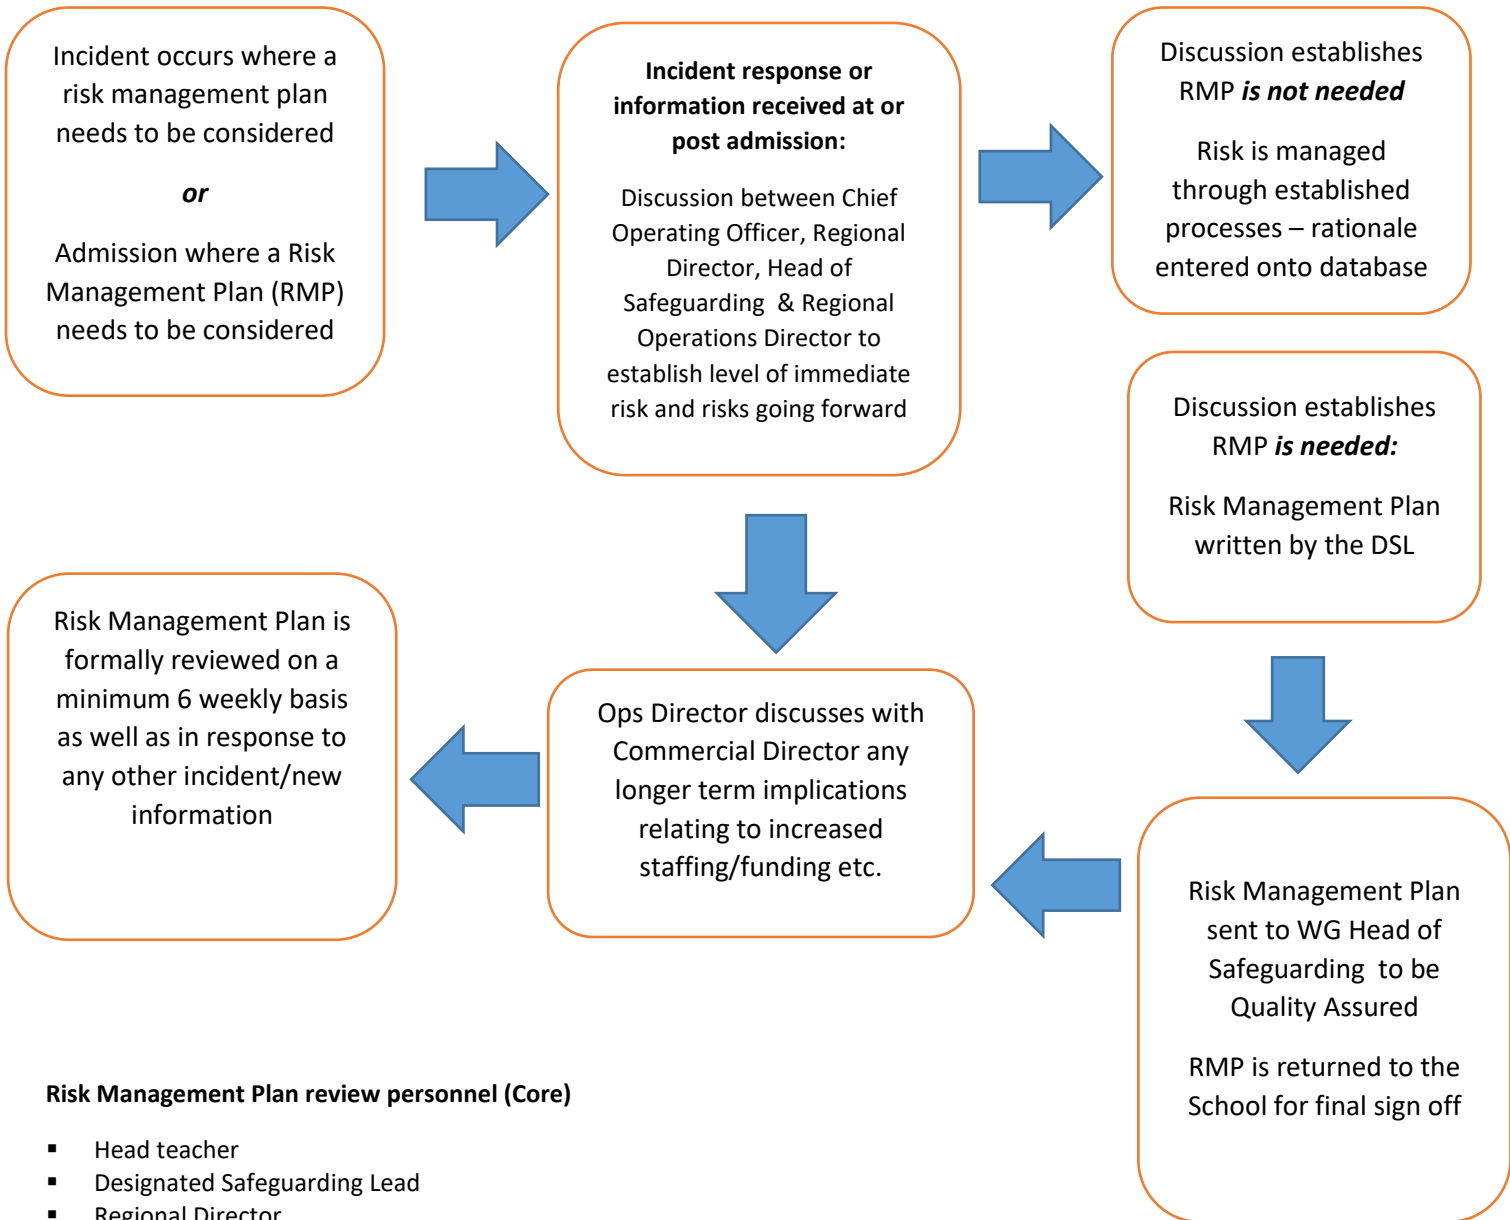 Incident occurs where a
risk management plan
needs to be considered
or
Admission where a Risk
Management Plan (RMP)
needs to be considered
Incident response or
information received at or
post admission:
Discussion between Chief
Operating Officer, Regional
Director, Head of
Safeguarding & Regional
Operations Director to
establish level of immediate
risk and risks going forward
Discussion establishes
RMP is not needed
Risk is managed
through established
processes – rationale
entered onto database
Discussion establishes
RMP is needed:
Risk Management Plan
written by the DSL
Risk Management Plan
sent to WG Head of
Safeguarding to be
Quality Assured
RMP is returned to the
School for final sign off
Ops Director discusses with
Commercial Director any
longer term implications
relating to increased
staffing/funding etc.
Risk Management Plan is
formally reviewed on a
minimum 6 weekly basis
as well as in response to
any other incident/new
information
Risk Management Plan review personnel (Core)
▪ Head teacher
▪ Designated Safeguarding Lead
▪ Regional Director